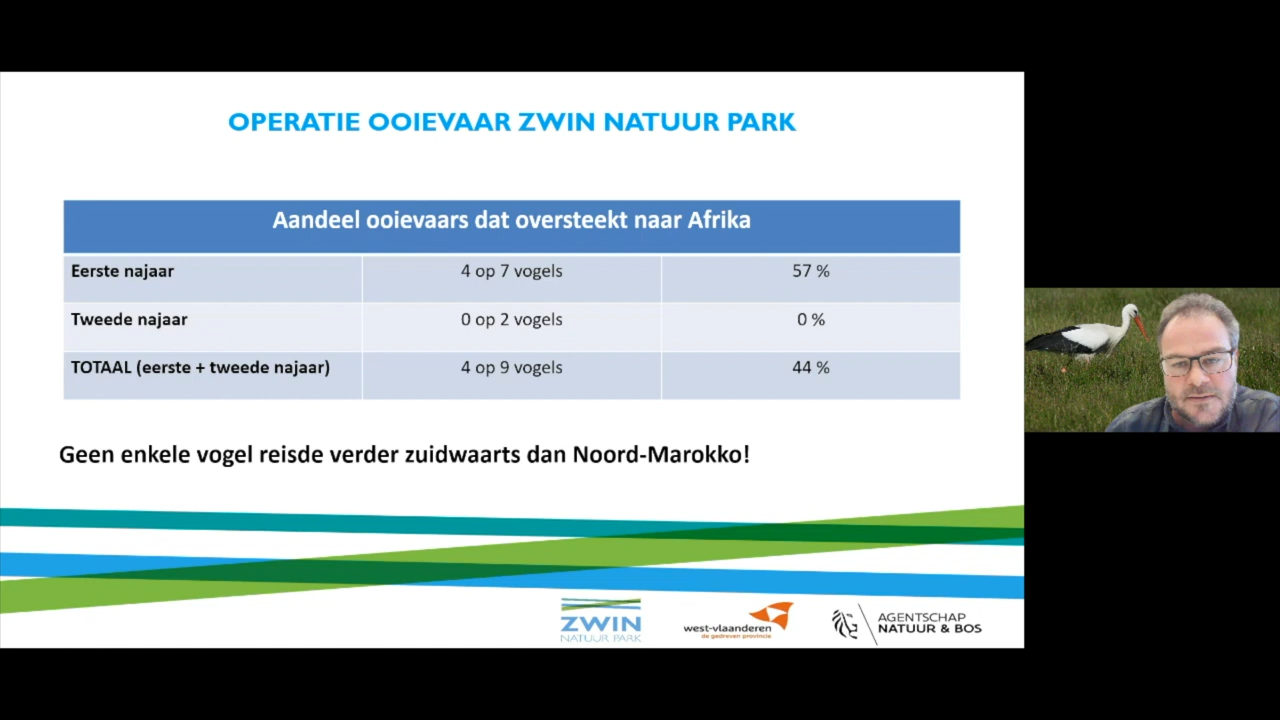 OPERATIE OOIEVAAR ZWIN NATUUR PARK
Aandeel ooievaars dat oversteekt naar Afrika
Eerste najaar 4 op 7 vogels 57 %
Tweede najaar 0 op 2 vogels 0 %
TOTAAL (eerste + tweede najaar) 4 op 9 vogels 44 %
Geen enkele vogel reisde verder zuidwaarts dan Noord-Marokko!
ZWIN
NATUUR PARK
west-vlaanderen
de gedreven provincie
AGENTSCHAP
NATUUR & BOS